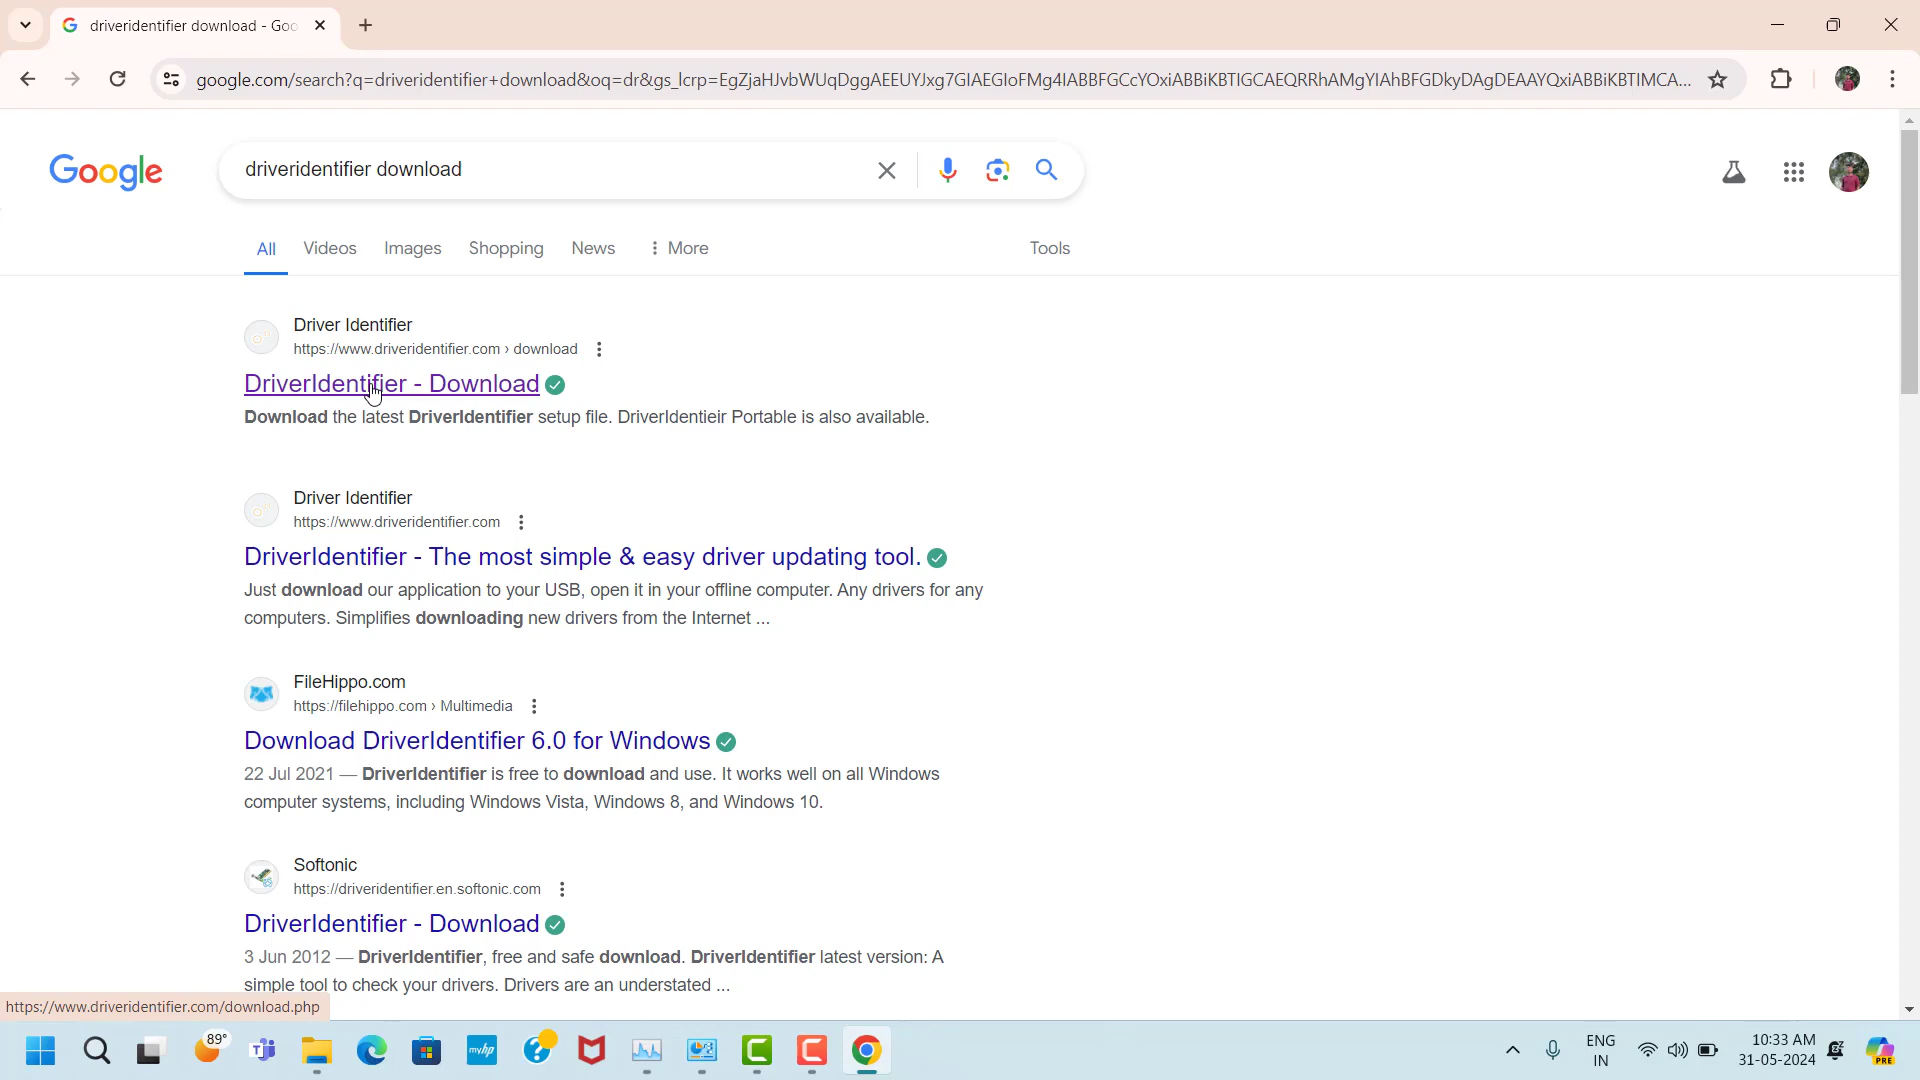 driveridentifier download - Goo
google.com/search?q=driveridentifier+download&oq=dr&gs_lcrp=EgZjaHJvbWUqDggAEEUYJxg7GIAEGIoFMg4IABBFGCcYOxiABBiKBTIGCAEQRRhAMgYIAhBFGDkyDAgDEAAYQxiABBiKBTIMCA...
Google
driveridentifier download
All Videos Images Shopping News More Tools
Driver Identifier
https://www.driveridentifier.com › download
DriverIdentifier - Download
Download the latest DriverIdentifier setup file. DriverIdentieir Portable is also available.
Driver Identifier
https://www.driveridentifier.com
DriverIdentifier - The most simple & easy driver updating tool.
Just download our application to your USB, open it in your offline computer. Any drivers for any
computers. Simplifies downloading new drivers from the Internet ...
FileHippo.com
https://filehippo.com › Multimedia
Download DriverIdentifier 6.0 for Windows
22 Jul 2021 — DriverIdentifier is free to download and use. It works well on all Windows
computer systems, including Windows Vista, Windows 8, and Windows 10.
Softonic
https://driveridentifier.en.softonic.com
DriverIdentifier - Download
3 Jun 2012 — DriverIdentifier, free and safe download. DriverIdentifier latest version: A
simple tool to check your drivers. Drivers are an understated ...
https://www.driveridentifier.com/download.php
89°
myhp
ENG
IN
10:33 AM
31-05-2024
PRE